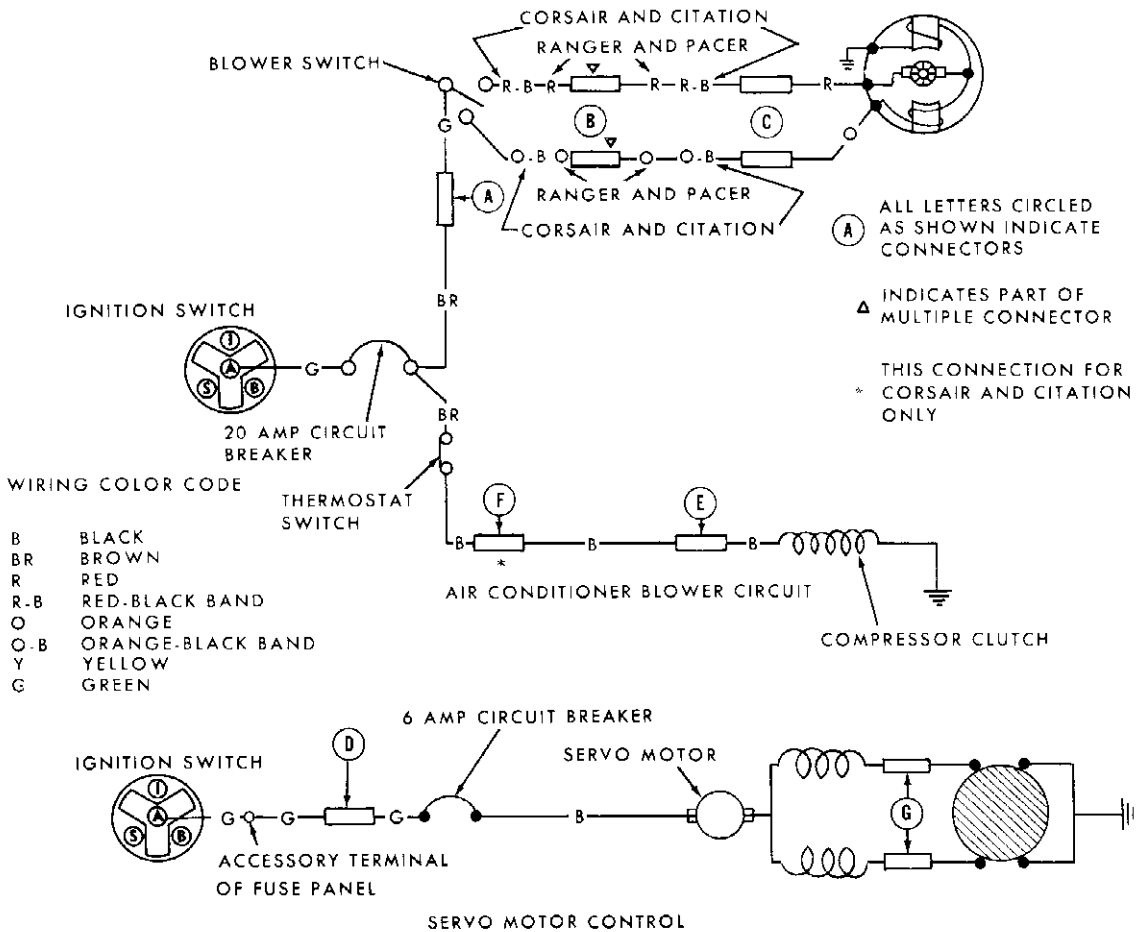 CORSAIR AND CITATION
RANGER AND PACER
BLOWER SWITCH
R-B R
R R-B
R
G
B
C
O
O-B O
O O-B
RANGER AND PACER
CORSAIR AND CITATION
A
A ALL LETTERS CIRCLED
AS SHOWN INDICATE
CONNECTORS
INDICATES PART OF
MULTIPLE CONNECTOR
* THIS CONNECTION FOR
CORSAIR AND CITATION
ONLY
BR
IGNITION SWITCH
I
A
S
B
G
BR
20 AMP CIRCUIT
BREAKER
THERMOSTAT
SWITCH
WIRING COLOR CODE
B BLACK
BR BROWN
R RED
R-B RED-BLACK BAND
O ORANGE
O-B ORANGE-BLACK BAND
Y YELLOW
G GREEN
F
E
B
B
B
*
AIR CONDITIONER BLOWER CIRCUIT
COMPRESSOR CLUTCH
6 AMP CIRCUIT BREAKER
D
SERVO MOTOR
IGNITION SWITCH
I
A
S
B
G
G
G
B
G
ACCESSORY TERMINAL
OF FUSE PANEL
SERVO MOTOR CONTROL